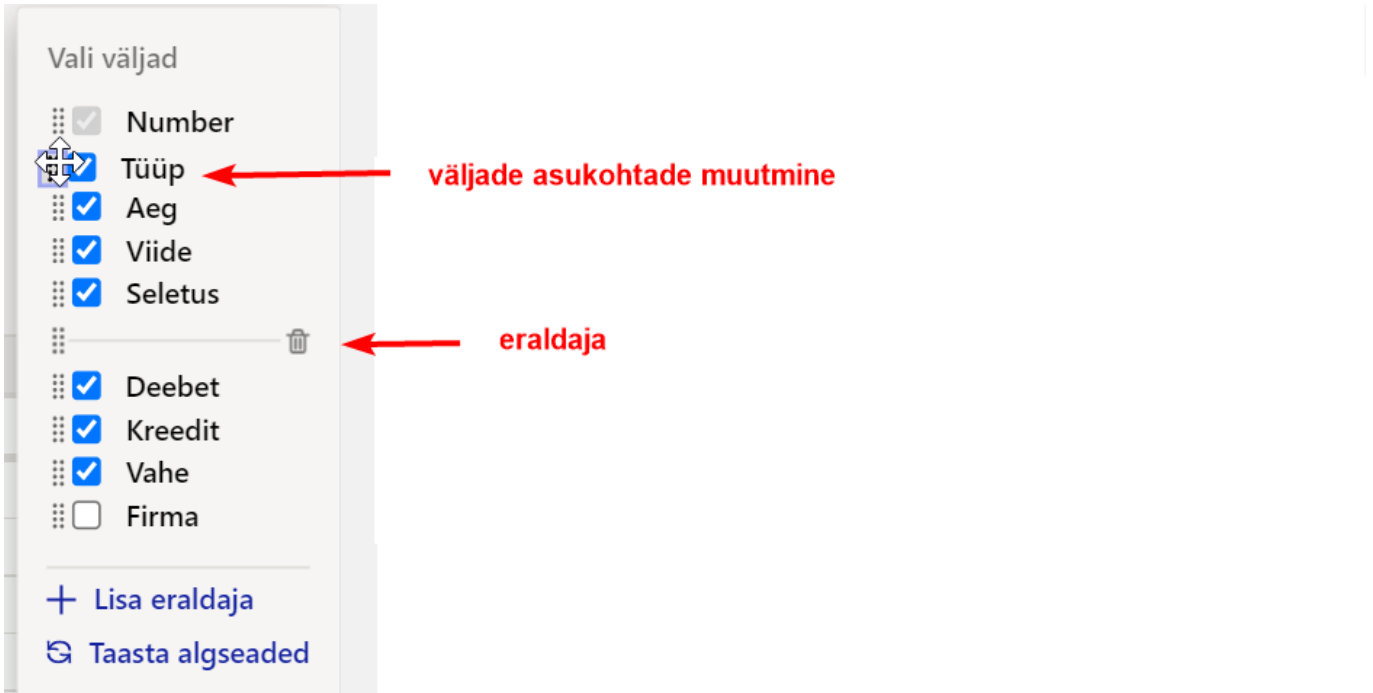 Vali väljad
Number
Tüüp
väljade asukohtade muutmine
Aeg
Viide
Seletus
eraldaja
Deebet
Kreedit
Vahe
Firma
Lisa eraldaja
Taasta algseaded